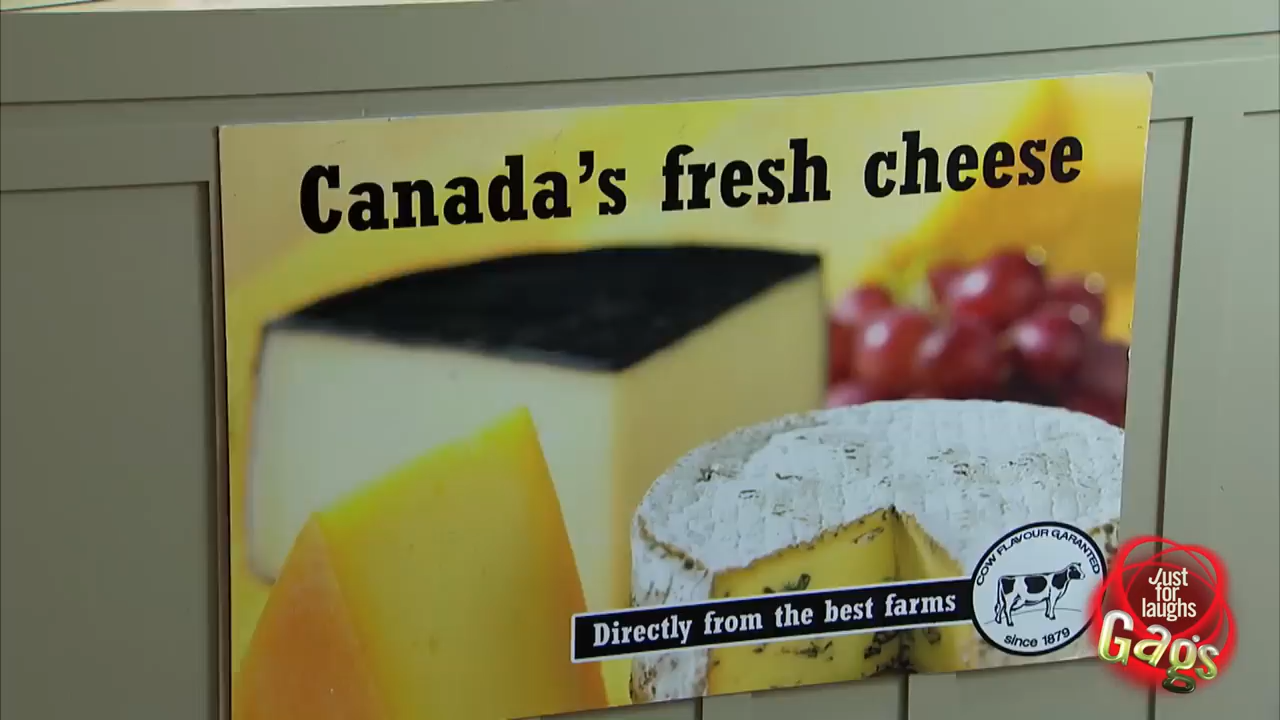 Canada's fresh cheese
Directly from the best farms
COW FLAVOUR GARANTED
since 1879
Just
for
laughs
Gags